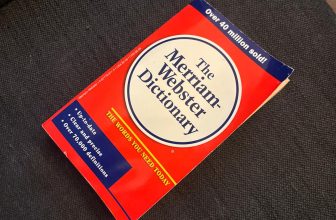 Over 40 million sold!
The
Merriam-
Webster
Dictionary
THE WORDS YOU NEED TODAY
• Up-to-date
• Clear and precise
• Over 70,000 definitions